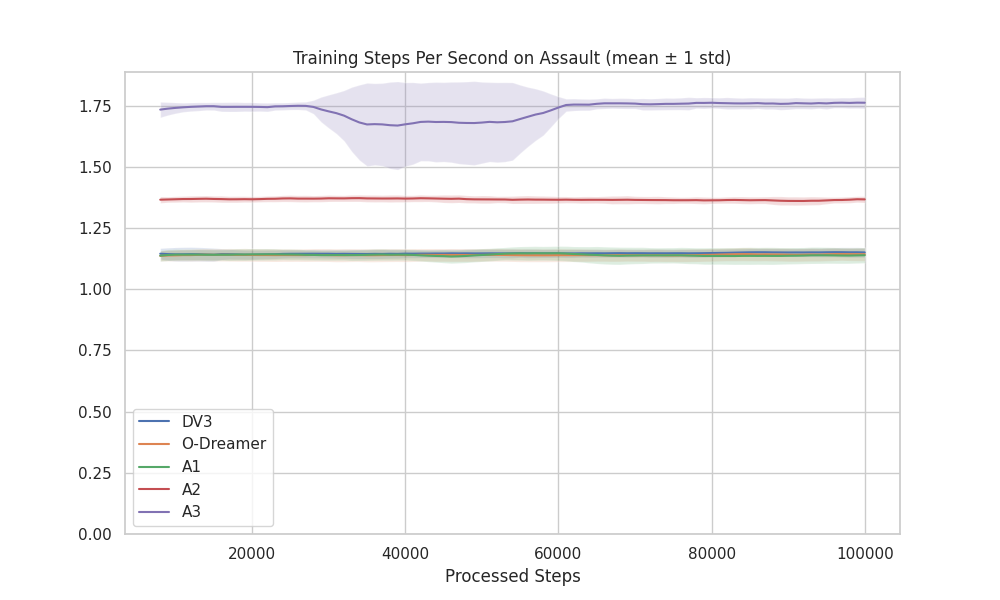 Training Steps Per Second on Assault (mean ± 1 std)
1.75
1.50
1.25
1.00
0.75
0.50
0.25
0.00
DV3
O-Dreamer
A1
A2
A3
20000 40000 60000 80000 100000
Processed Steps